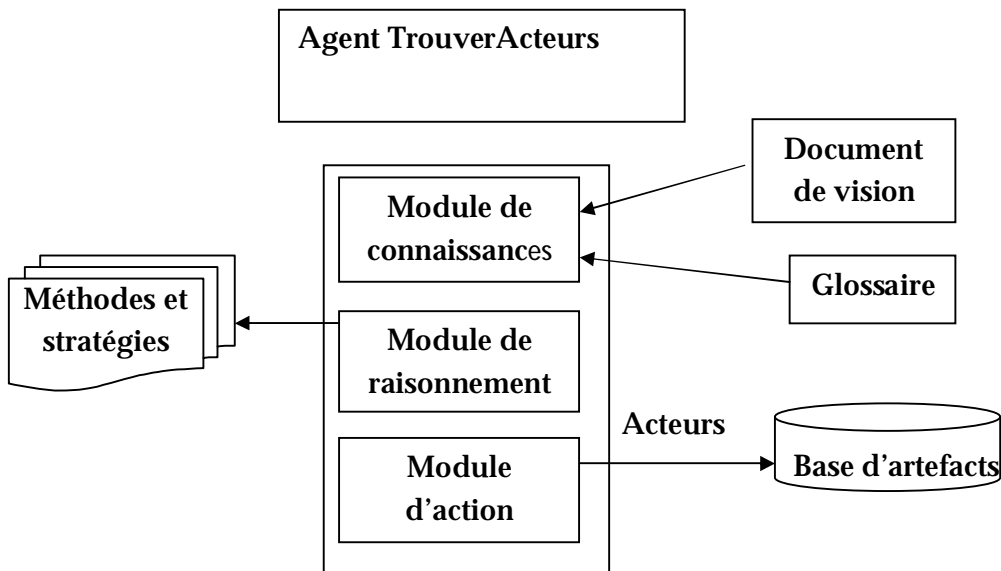 Agent TrouverActeurs
Document
de vision
Module de
connaissances
Glossaire
Méthodes et
stratégies
Module de
raisonnement
Acteurs
Base d'artefacts
Module
d'action